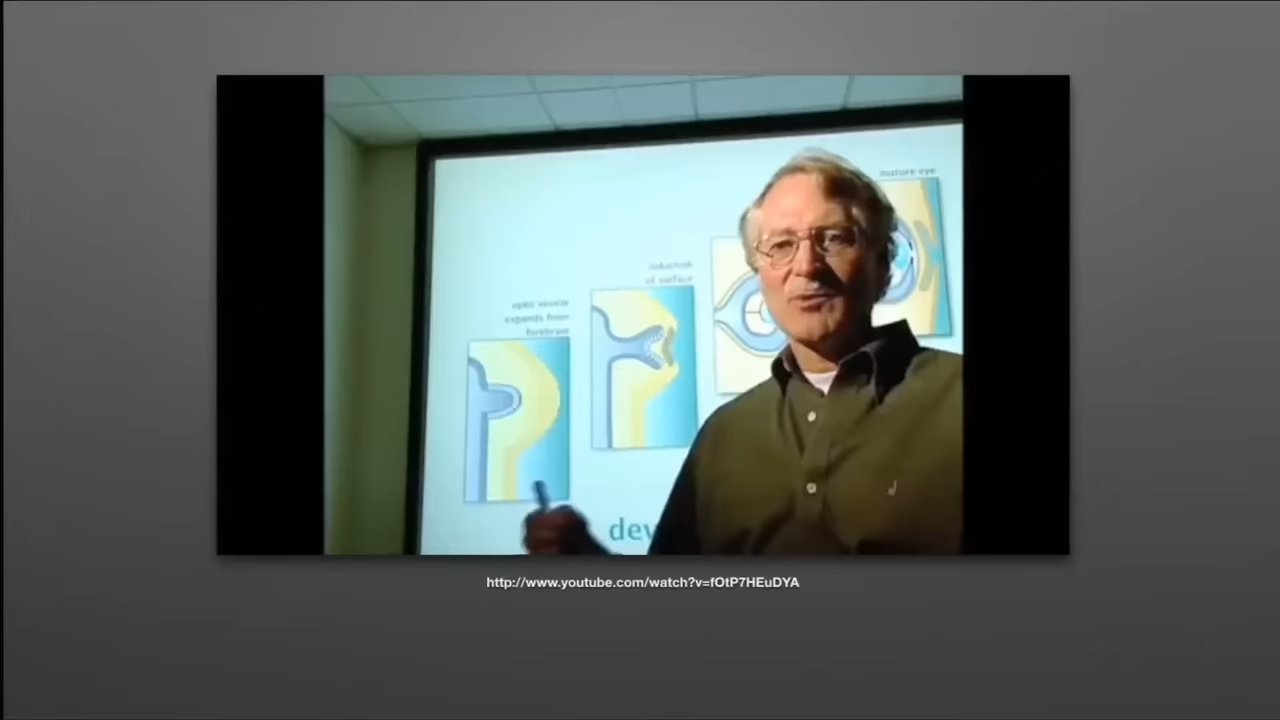 mature eye
induction
of surface
optic vesicle
expands from
forebrain
dev
http://www.youtube.com/watch?v=fOtP7HEuDYA